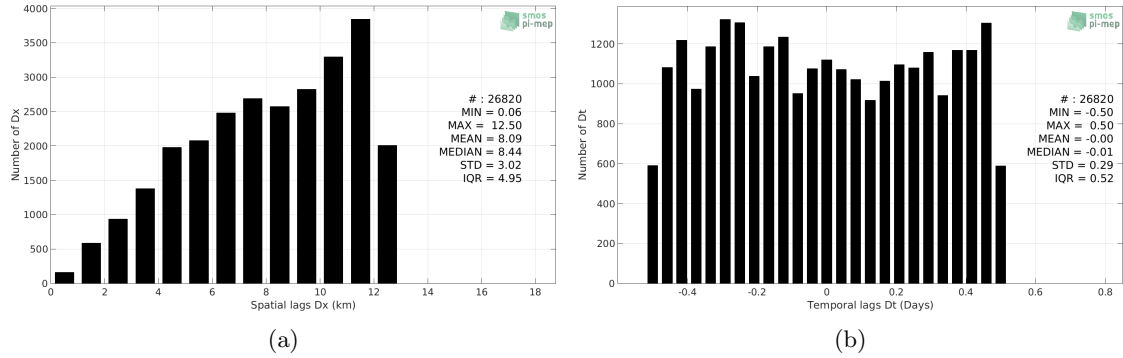 4000
3500
3000
2500
2000
1500
1000
500
0
Number of Dx
0 2 4 6 8 10 12 14 16 18
Spatial lags Dx (km)
smos
pi-mep
# : 26820
MIN = 0.06
MAX = 12.50
MEAN = 8.09
MEDIAN = 8.44
STD = 3.02
IQR = 4.95
(a)
1200
1000
800
600
400
200
0
Number of Dt
-0.4 -0.2 0 0.2 0.4 0.6 0.8
Temporal lags Dt (Days)
smos
pi-mep
# : 26820
MIN = -0.50
MAX = 0.50
MEAN = -0.00
MEDIAN = -0.01
STD = 0.29
IQR = 0.52
(b)